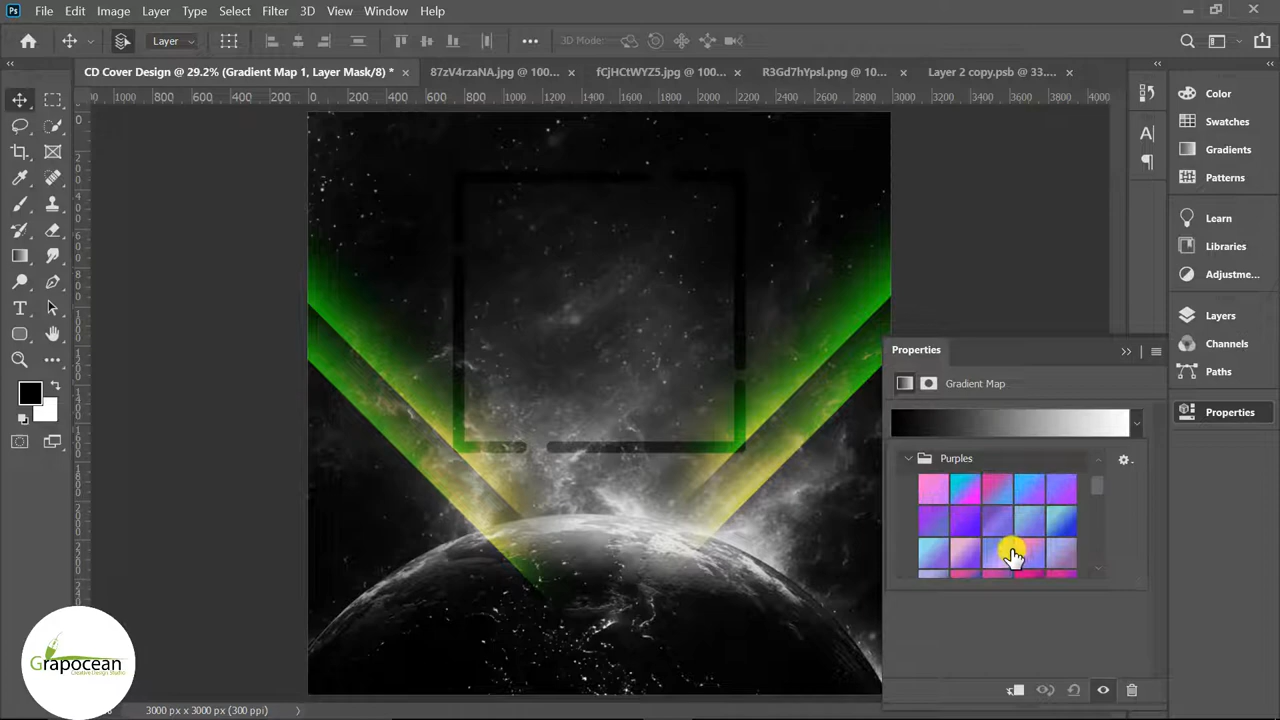 Ps File Edit Image Layer Type Select Filter 3D View Window Help
Layer 3D Mode:
CD Cover Design @ 29.2% (Gradient Map 1, Layer Mask/8) * 87zV4rzaNA.jpg @ 100... fCjHCtWYZ5.jpg @ 100... R3Gd7hYpsl.png @ 10... Layer 2 copy.psb @ 33....
1000 800 600 400 200 0 200 400 600 800 1000 1200 1400 1600 1800 2000 2200 2400 2600 2800 3000 3200 3400 3600 3800 4000
Color
Swatches
Gradients
Patterns
Learn
Libraries
Adjustme...
Layers
Channels
Paths
Properties
Properties
Gradient Map
Purples
Grapocean
Creative Design Studio
3000 px x 3000 px (300 ppi)